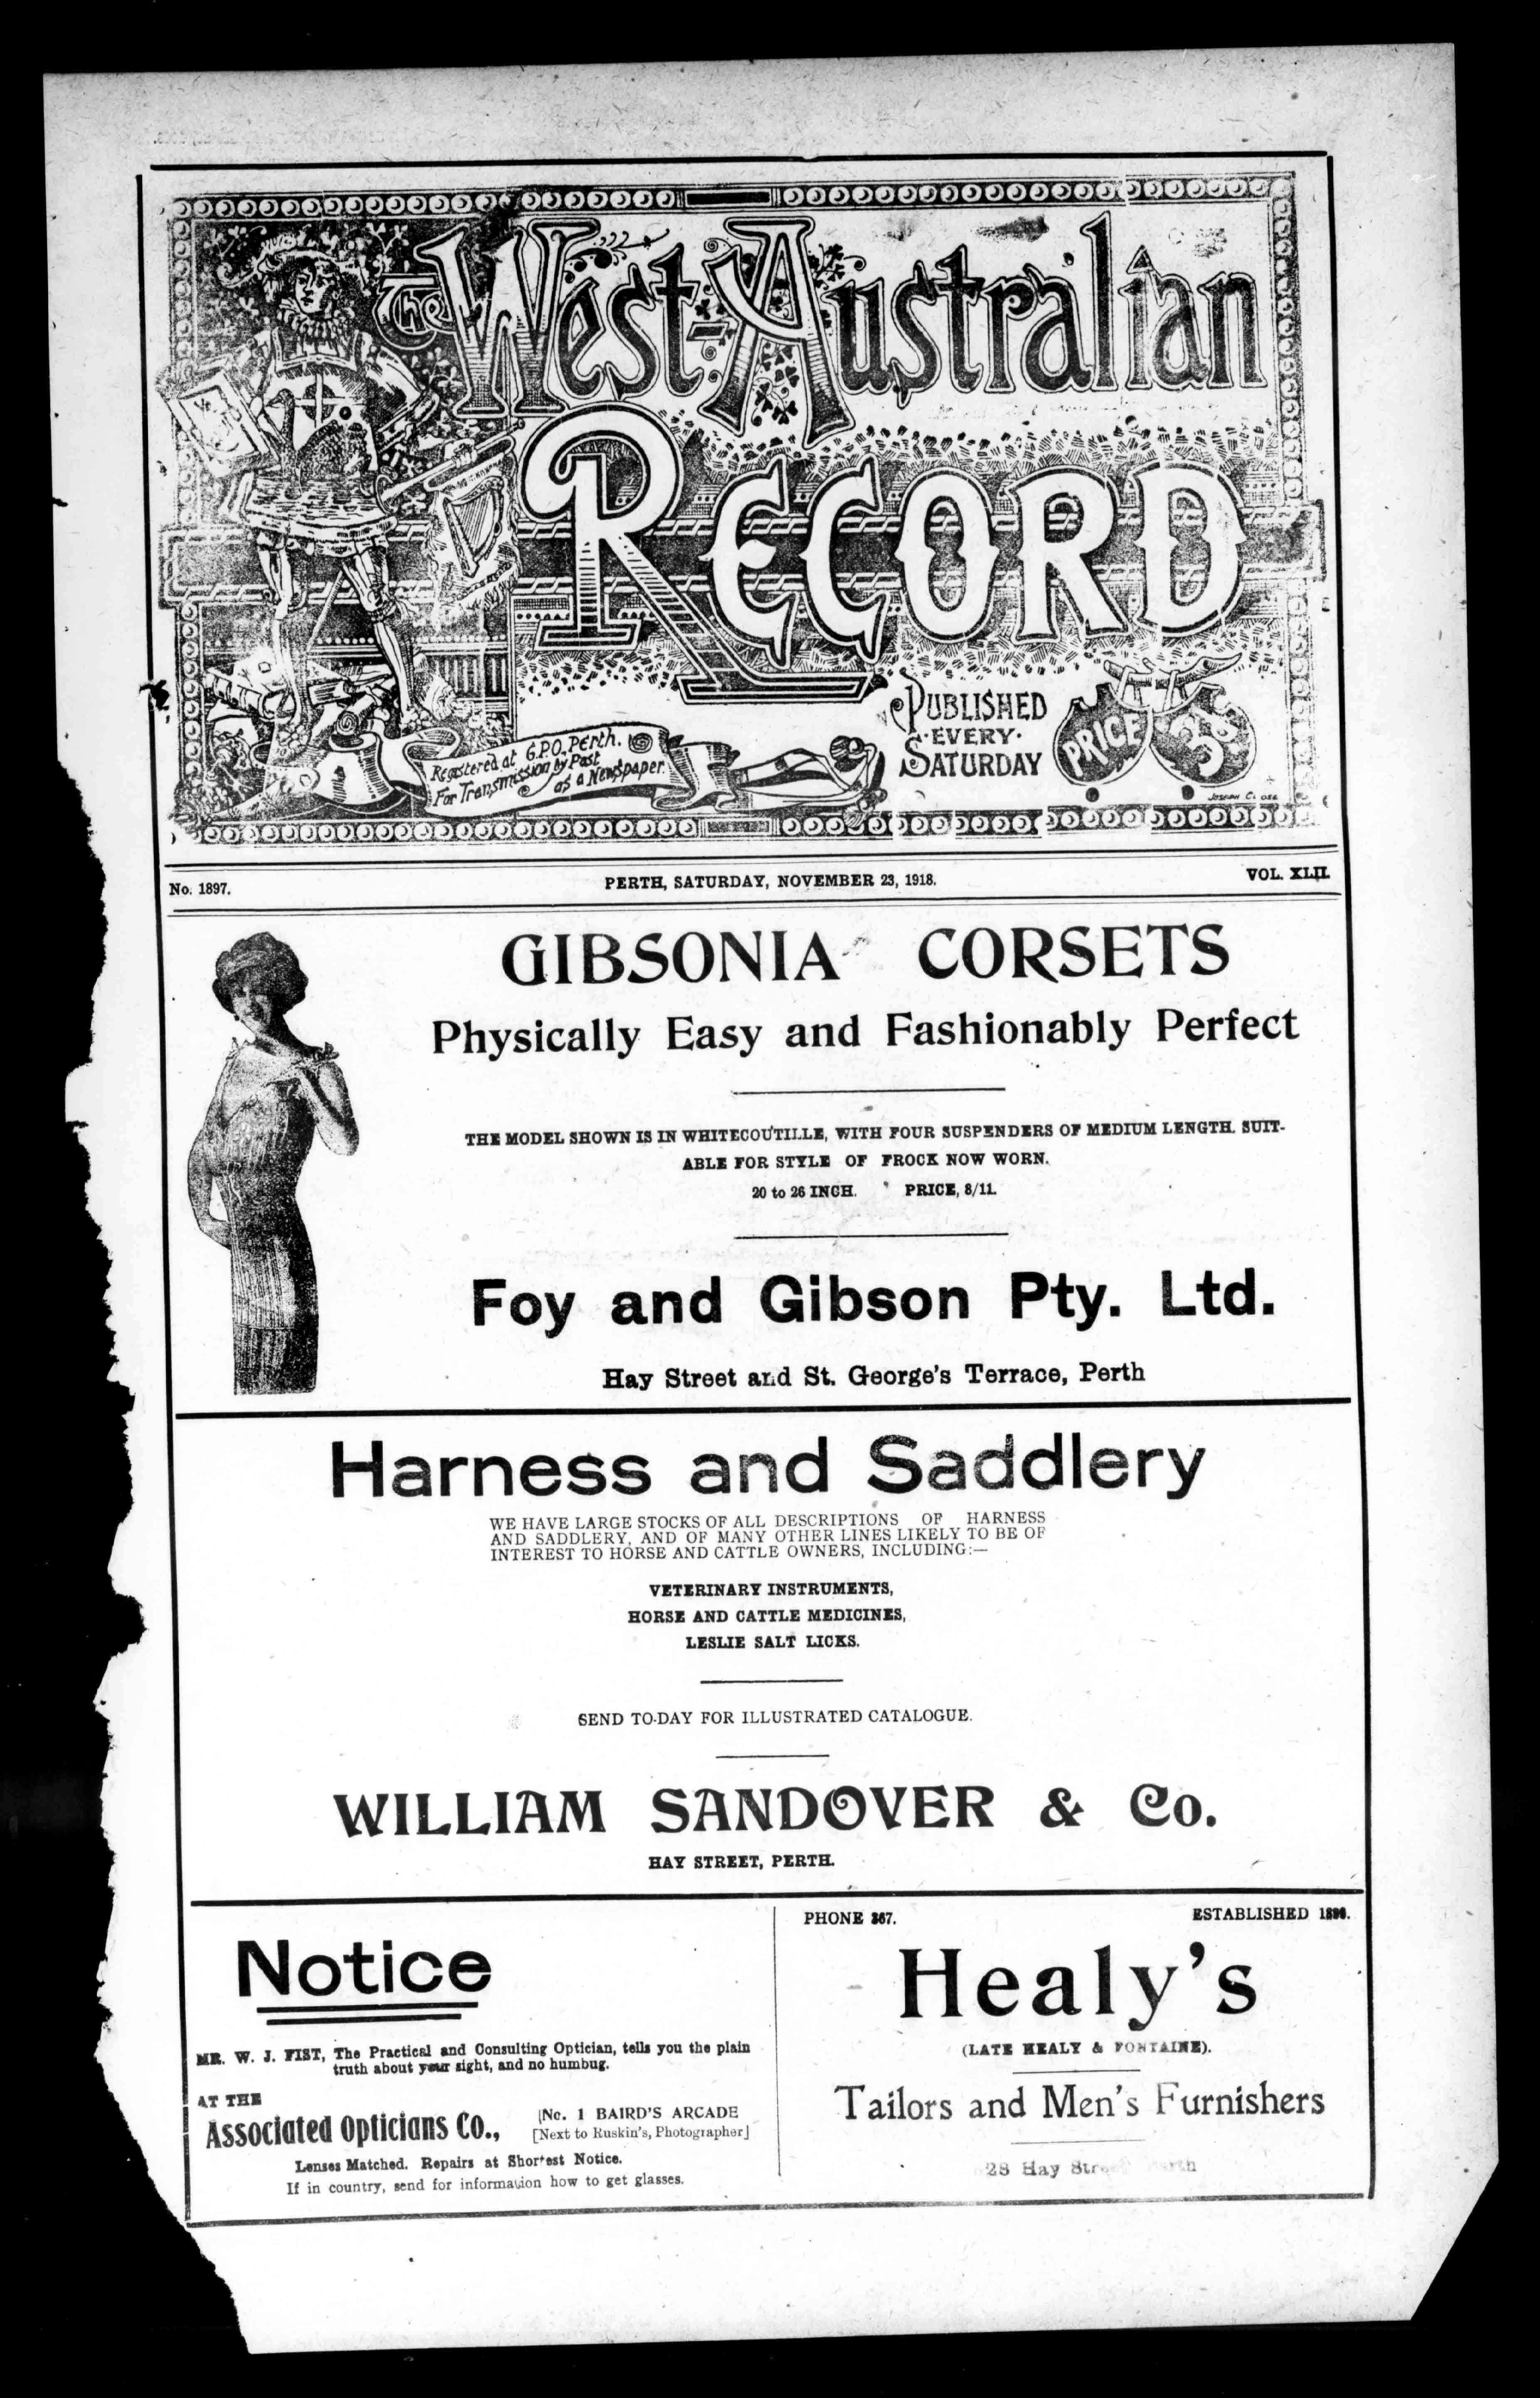 The West-Australian
RECORD
PUBLISHED
EVERY
SATURDAY
PRICE 3d
Registered at G.P.O. Perth.
For Transmission by Post
as a Newspaper.
No. 1897.
PERTH, SATURDAY, NOVEMBER 23, 1918.
VOL. XLII.
GIBSONIA CORSETS
Physically Easy and Fashionably Perfect
THE MODEL SHOWN IS IN WHITECOUTILLE, WITH FOUR SUSPENDERS OF MEDIUM LENGTH. SUIT-
ABLE FOR STYLE OF FROCK NOW WORN.
20 to 26 INCH. PRICE, 8/11.
Foy and Gibson Pty. Ltd.
Hay Street and St. George's Terrace, Perth
Harness and Saddlery
WE HAVE LARGE STOCKS OF ALL DESCRIPTIONS OF HARNESS
AND SADDLERY, AND OF MANY OTHER LINES LIKELY TO BE OF
INTEREST TO HORSE AND CATTLE OWNERS, INCLUDING:—
VETERINARY INSTRUMENTS,
HORSE AND CATTLE MEDICINES,
LESLIE SALT LICKS.
SEND TO-DAY FOR ILLUSTRATED CATALOGUE.
WILLIAM SANDOVER & Co.
HAY STREET, PERTH.
Notice
MR. W. J. FIST, The Practical and Consulting Optician, tells you the plain
truth about your sight, and no humbug.
AT THE
Associated Opticians Co.,
[No. 1 BAIRD'S ARCADE
[Next to Ruskin's, Photographer]
Lenses Matched. Repairs at Shortest Notice.
If in country, send for information how to get glasses.
PHONE 367.
ESTABLISHED
Healy's
(LATE HEALY & FONTAINE).
Tailors and Men's Furnishers
Hay